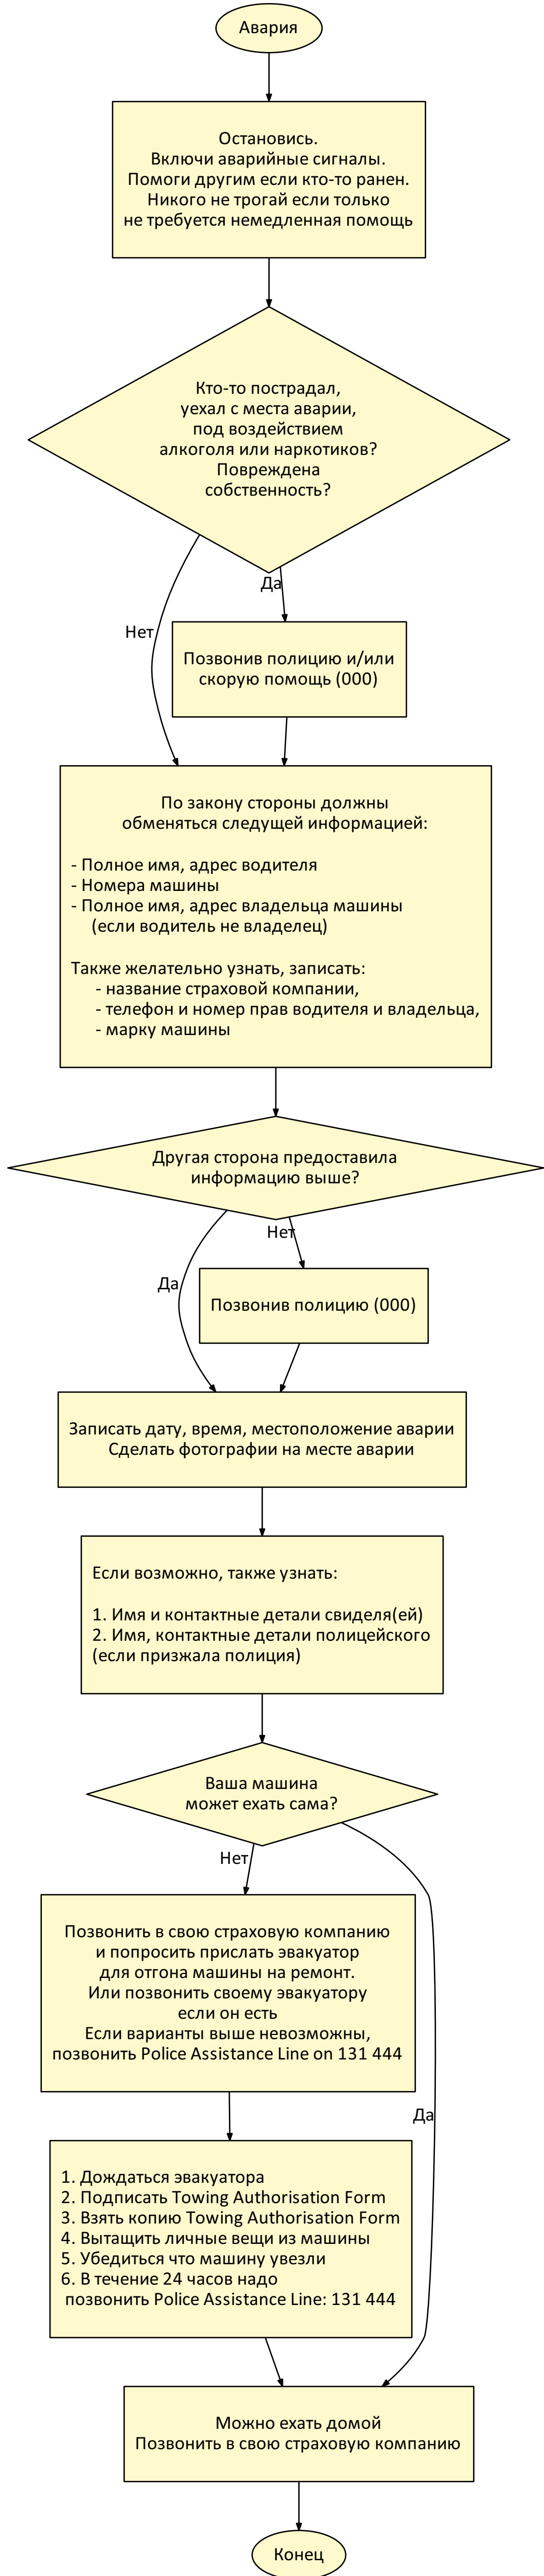 Авария
Остановись.
Включи аварийные сигналы.
Помоги другим если кто-то ранен.
Никого не трогай если только
не требуется немедленная помощь
Кто-то пострадал,
уехал с места аварии,
под воздействием
алкоголя или наркотиков?
Повреждена
собственность?
Да
Нет
Позвонив полицию и/или
скорую помощь (000)
По закону стороны должны
обменяться следущей информацией:
- Полное имя, адрес водителя
- Номера машины
- Полное имя, адрес владельца машины
(если водитель не владелец)
Также желательно узнать, записать:
- название страховой компании,
- телефон и номер прав водителя и владельца,
- марку машины
Другая сторона предоставила
информацию выше?
Нет
Да
Позвонив полицию (000)
Записать дату, время, местоположение аварии
Сделать фотографии на месте аварии
Если возможно, также узнать:
1. Имя и контактные детали свиделя(ей)
2. Имя, контактные детали полицейского
(если призжала полиция)
Ваша машина
может ехать сама?
Нет
Позвонить в свою страховую компанию
и попросить прислать эвакуатор
для отгона машины на ремонт.
Или позвонить своему эвакуатору
если он есть
Если варианты выше невозможны,
позвонить Police Assistance Line on 131 444
Да
1. Дождаться эвакуатора
2. Подписать Towing Authorisation Form
3. Взять копию Towing Authorisation Form
4. Вытащить личные вещи из машины
5. Убедиться что машину увезли
6. В течение 24 часов надо
позвонить Police Assistance Line: 131 444
Можно ехать домой
Позвонить в свою страховую компанию
Конец